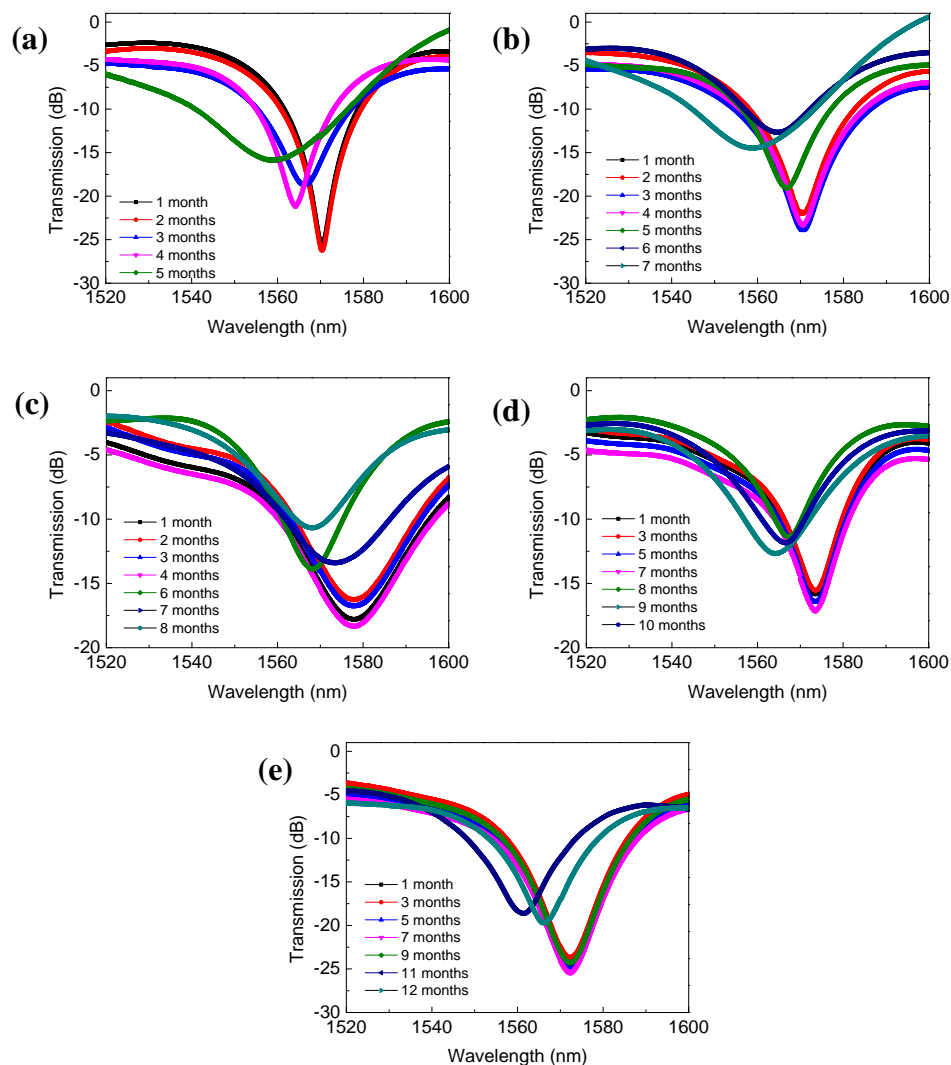 (a)
Transmission (dB)
0
-5
-10
-15
-20
-25
-30
1 month
2 months
3 months
4 months
5 months
1520 1540 1560 1580 1600
Wavelength (nm)
(b)
Transmission (dB)
0
-5
-10
-15
-20
-25
-30
1 month
2 months
3 months
4 months
5 months
6 months
7 months
1520 1540 1560 1580 1600
Wavelength (nm)
(c)
Transmission (dB)
0
-5
-10
-15
-20
1 month
2 months
3 months
4 months
6 months
7 months
8 months
1520 1540 1560 1580 1600
Wavelength (nm)
(d)
Transmission (dB)
0
-5
-10
-15
-20
1 month
3 months
5 months
7 months
8 months
9 months
10 months
1520 1540 1560 1580 1600
Wavelength (nm)
(e)
Transmission (dB)
0
-5
-10
-15
-20
-25
-30
1 month
3 months
5 months
7 months
9 months
11 months
12 months
1520 1540 1560 1580 1600
Wavelength (nm)